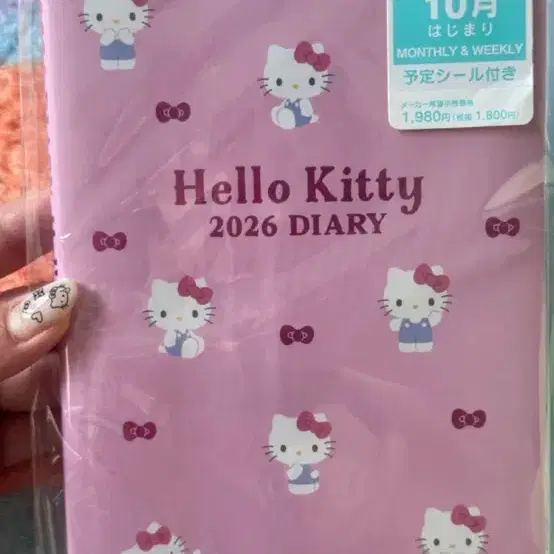 10月
はじまり
MONTHLY & WEEKLY
予定シール付き
メーカー希望小売価格
1,980円(税抜 1,800円)
Hello Kitty
2026 DIARY